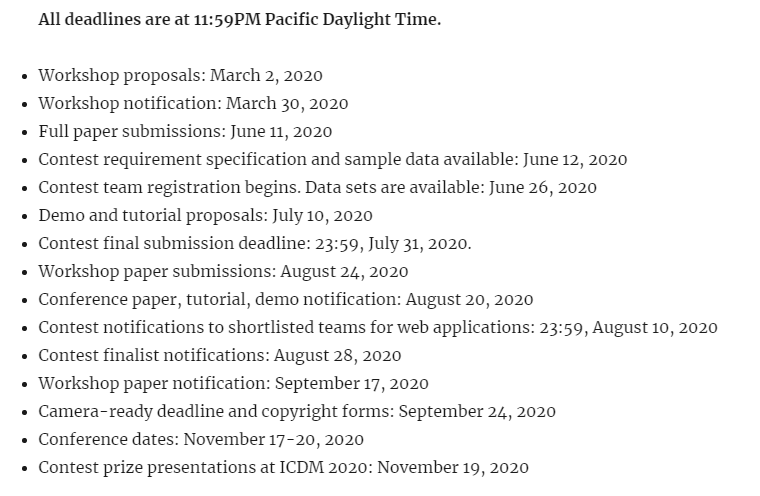 All deadlines are at 11:59PM Pacific Daylight Time.
Workshop proposals: March 2, 2020
Workshop notification: March 30, 2020
Full paper submissions: June 11, 2020
Contest requirement specification and sample data available: June 12, 2020
Contest team registration begins. Data sets are available: June 26, 2020
Demo and tutorial proposals: July 10, 2020
Contest final submission deadline: 23:59, July 31, 2020.
Workshop paper submissions: August 24, 2020
Conference paper, tutorial, demo notification: August 20, 2020
Contest notifications to shortlisted teams for web applications: 23:59, August 10, 2020
Contest finalist notifications: August 28, 2020
Workshop paper notification: September 17, 2020
Camera-ready deadline and copyright forms: September 24, 2020
Conference dates: November 17-20, 2020
Contest prize presentations at ICDM 2020: November 19, 2020